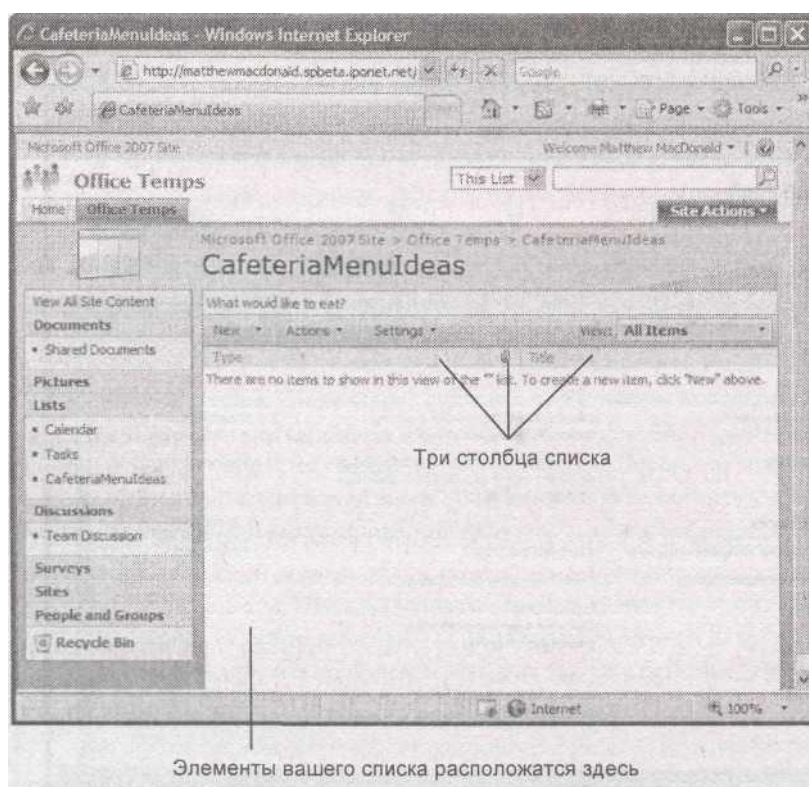 CafeteriaMenuIdeas - Windows Internet Explorer
http://matthewmacdonald.spbeta.iponet.net/ Google
CafeteriaMenuIdeas Page Tools
Microsoft Office 2007 Site Welcome Matthew MacDonald
Office Temps This List
Home Office Temps Site Actions
Microsoft Office 2007 Site > Office Temps > CafeteriaMenuIdeas
CafeteriaMenuIdeas
View All Site Content
Documents
• Shared Documents
Pictures
Lists
• Calendar
• Tasks
• CafeteriaMenuIdeas
Discussions
• Team Discussion
Surveys
Sites
People and Groups
Recycle Bin
What would like to eat?
New Actions Settings View: All Items
Type Title
There are no items to show in this view of the "" list. To create a new item, click "New" above.
Три столбца списка
Internet 100%
Элементы вашего списка расположатся здесь